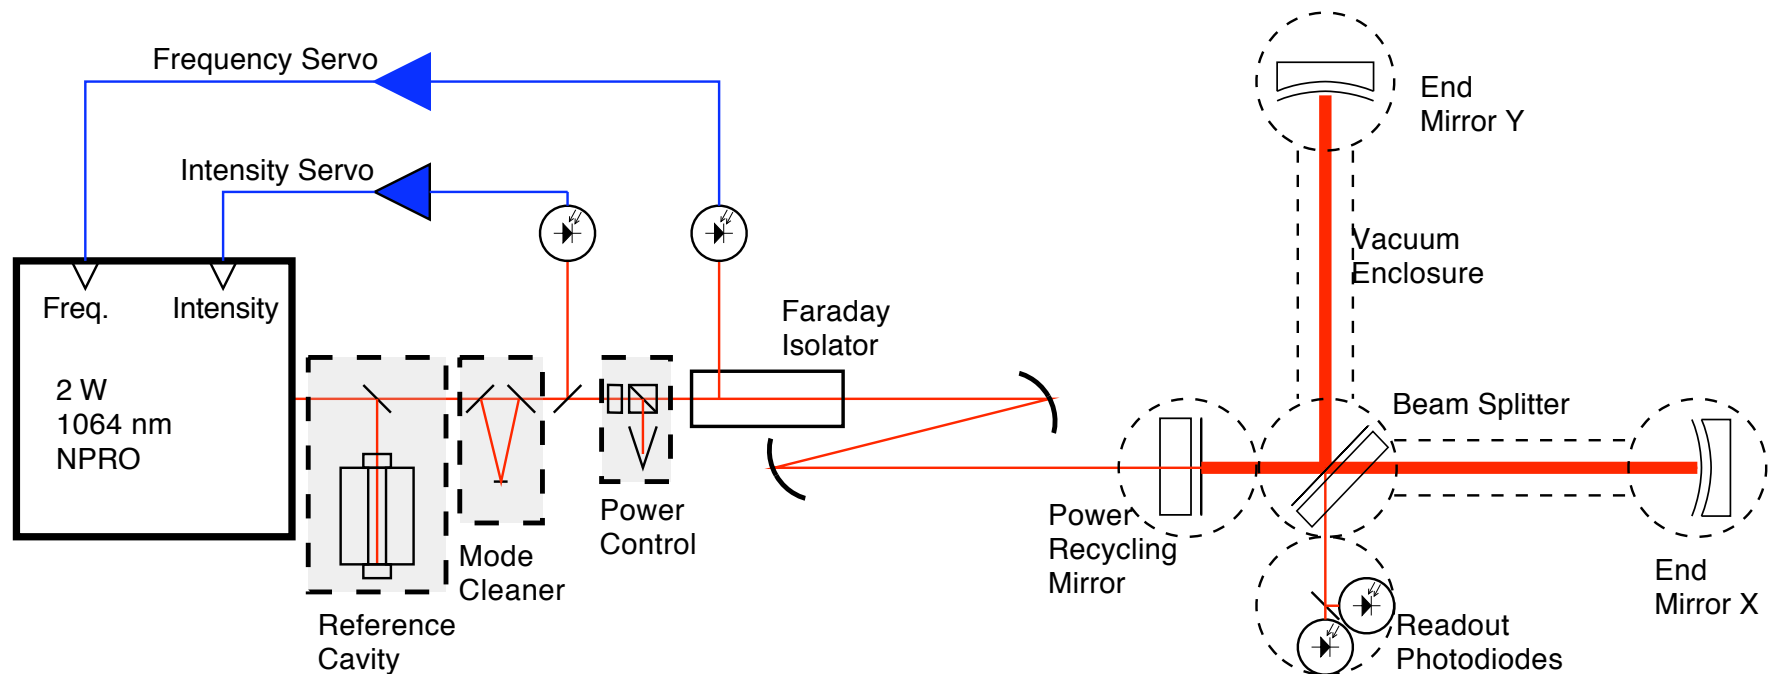 Frequency Servo
End
Mirror Y
Intensity Servo
Vacuum
Enclosure
Freq.
Intensity
Faraday
Isolator
2 W
1064 nm
NPRO
Beam Splitter
Power
Control
Power
Recycling
Mirror
Mode
Cleaner
End
Mirror X
Reference
Cavity
Readout
Photodiodes